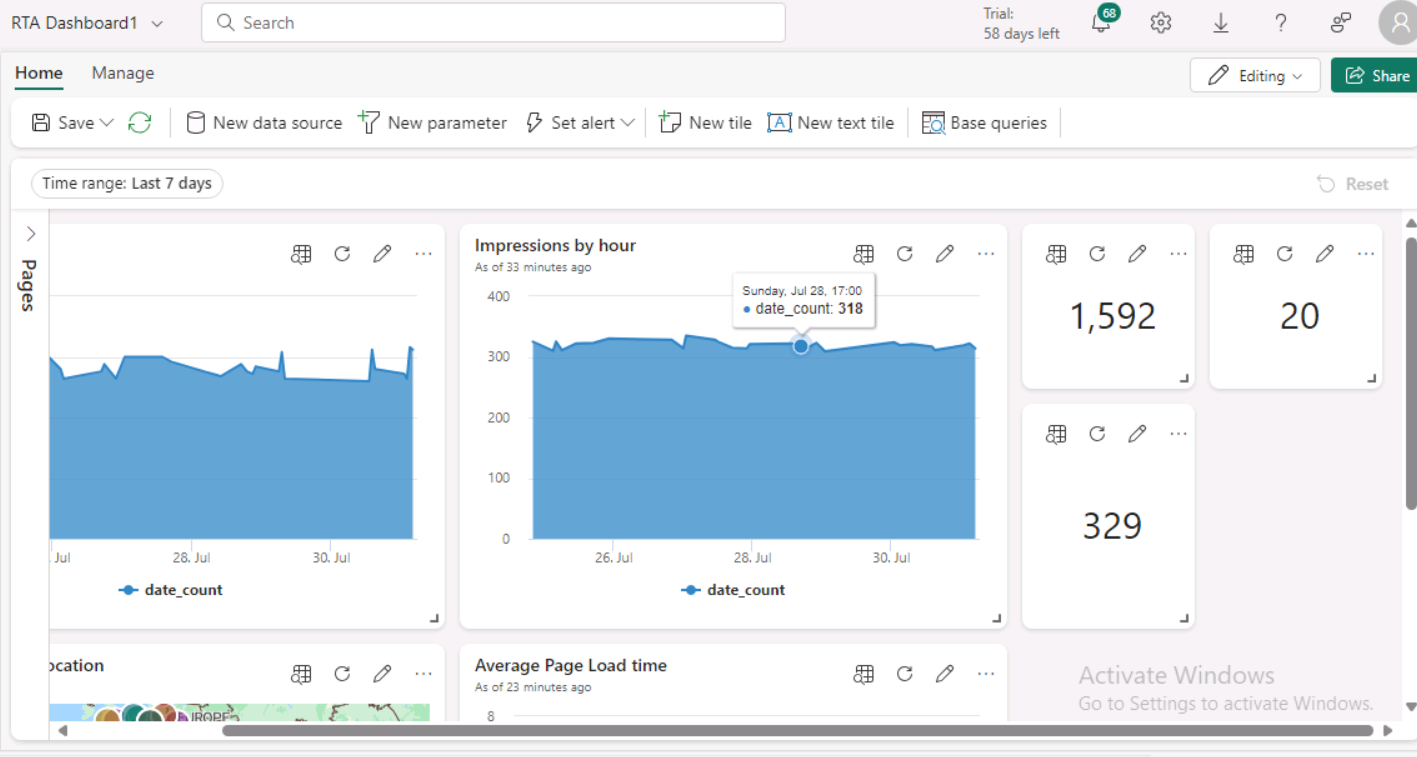 RTA Dashboard1
Search
Trial:
58 days left
68
?
Home
Manage
Editing
Share
Save
New data source
New parameter
Set alert
New tile
New text tile
Base queries
Time range: Last 7 days
Reset
Pages
. Jul
28. Jul
30. Jul
date_count
Impressions by hour
As of 33 minutes ago
400
300
200
100
0
Sunday, Jul 28, 17:00
date_count: 318
26. Jul
28. Jul
30. Jul
date_count
1,592
20
329
ocation
Average Page Load time
As of 23 minutes ago
8
Activate Windows
Go to Settings to activate Windows.